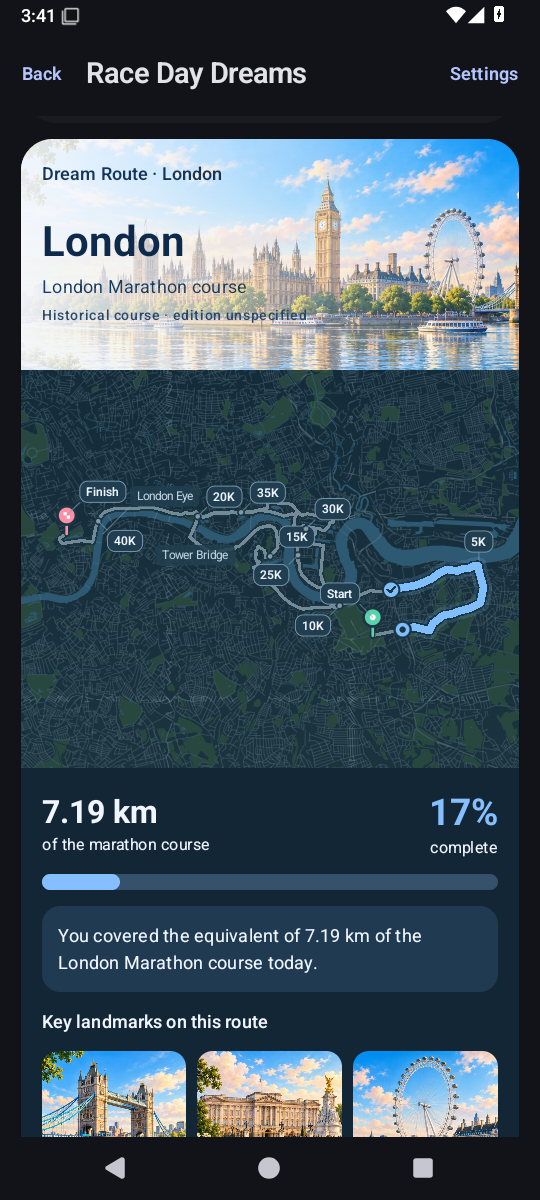 3:41
Back
Race Day Dreams
Settings
Dream Route · London
London
London Marathon course
Historical course · edition unspecified
Finish
London Eye
20K
35K
30K
40K
Tower Bridge
15K
5K
25K
Start
10K
7.19 km
17%
of the marathon course
complete
You covered the equivalent of 7.19 km of the
London Marathon course today.
Key landmarks on this route